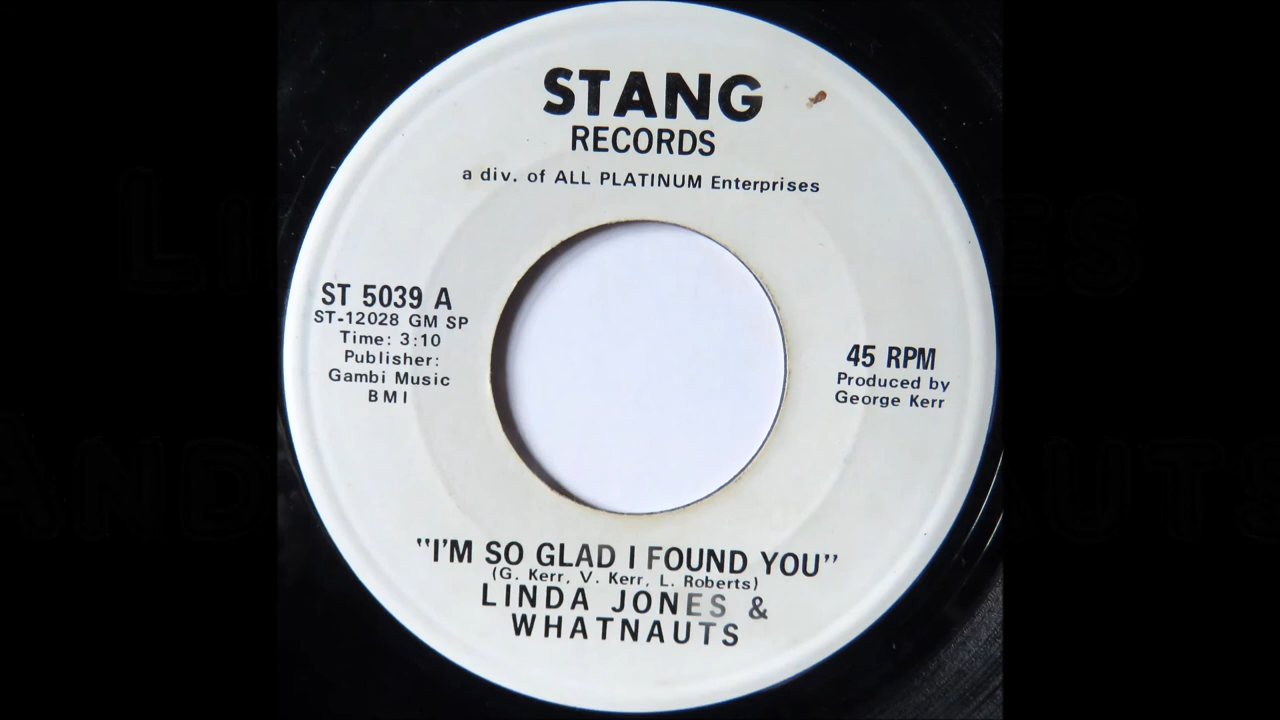 STANG
RECORDS
a div. of ALL PLATINUM Enterprises
ST 5039 A
ST-12028 GM SP
Time: 3:10
Publisher:
Gambi Music
BMI
45 RPM
Produced by
George Kerr
"I'M SO GLAD I FOUND YOU"
(G. Kerr, V. Kerr, L. Roberts)
LINDA JONES &
WHATNAUTS